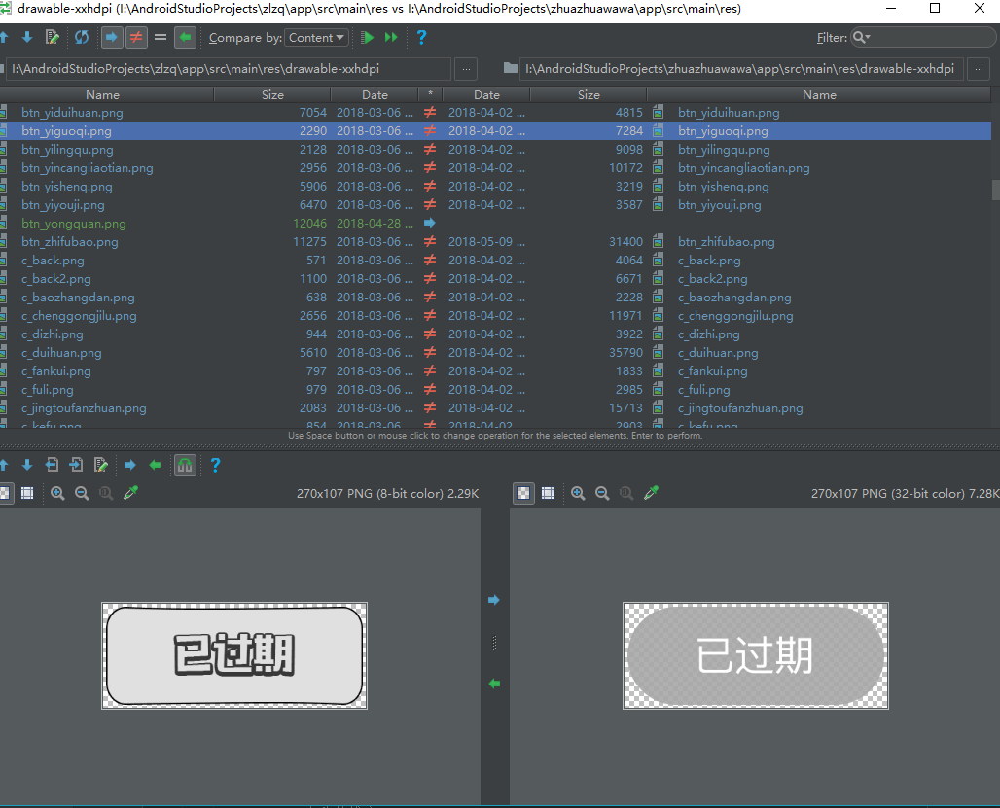 drawable-xxhdpi (I:\AndroidStudioProjects\zlzq\app\src\main\res vs I:\AndroidStudioProjects\zhuazhuawawa\app\src\main\res)
Compare by: Content Filter:
I:\AndroidStudioProjects\zlzq\app\src\main\res\drawable-xxhdpi ... I:\AndroidStudioProjects\zhuazhuawawa\app\src\main\res\drawable-xxhdpi ...
Name Size Date * Date Size Name
btn_yiduihuan.png 7054 2018-03-06 ... ≠ 2018-04-02 ... 4815 btn_yiduihuan.png
btn_yiguoqi.png 2290 2018-03-06 ... ≠ 2018-04-02 ... 7284 btn_yiguoqi.png
btn_yilingqu.png 2128 2018-03-06 ... ≠ 2018-04-02 ... 9098 btn_yilingqu.png
btn_yincangliaotian.png 2956 2018-03-06 ... ≠ 2018-04-02 ... 10172 btn_yincangliaotian.png
btn_yishenq.png 5906 2018-03-06 ... ≠ 2018-04-02 ... 3219 btn_yishenq.png
btn_yiyouji.png 6470 2018-03-06 ... ≠ 2018-04-02 ... 3587 btn_yiyouji.png
btn_yongquan.png 12046 2018-04-28 ...
btn_zhifubao.png 11275 2018-03-06 ... ≠ 2018-05-09 ... 31400 btn_zhifubao.png
c_back.png 571 2018-03-06 ... ≠ 2018-04-02 ... 4064 c_back.png
c_back2.png 1100 2018-03-06 ... ≠ 2018-04-02 ... 6671 c_back2.png
c_baozhangdan.png 638 2018-03-06 ... ≠ 2018-04-02 ... 2228 c_baozhangdan.png
c_chenggongjilu.png 2656 2018-03-06 ... ≠ 2018-04-02 ... 11971 c_chenggongjilu.png
c_dizhi.png 944 2018-03-06 ... ≠ 2018-04-02 ... 3922 c_dizhi.png
c_duihuan.png 5610 2018-03-06 ... ≠ 2018-04-02 ... 35790 c_duihuan.png
c_fankui.png 797 2018-03-06 ... ≠ 2018-04-02 ... 1833 c_fankui.png
c_fuli.png 979 2018-03-06 ... ≠ 2018-04-02 ... 2985 c_fuli.png
c_jingtoufanzhuan.png 2083 2018-03-06 ... ≠ 2018-04-02 ... 15713 c_jingtoufanzhuan.png
c_kefu.png 854 2018-03-06 ... ≠ 2018-04-02 ... 2903 c_kefu.png
Use Space button or mouse click to change operation for the selected elements. Enter to perform.
270x107 PNG (8-bit color) 2.29K 270x107 PNG (32-bit color) 7.28K
已过期 已过期